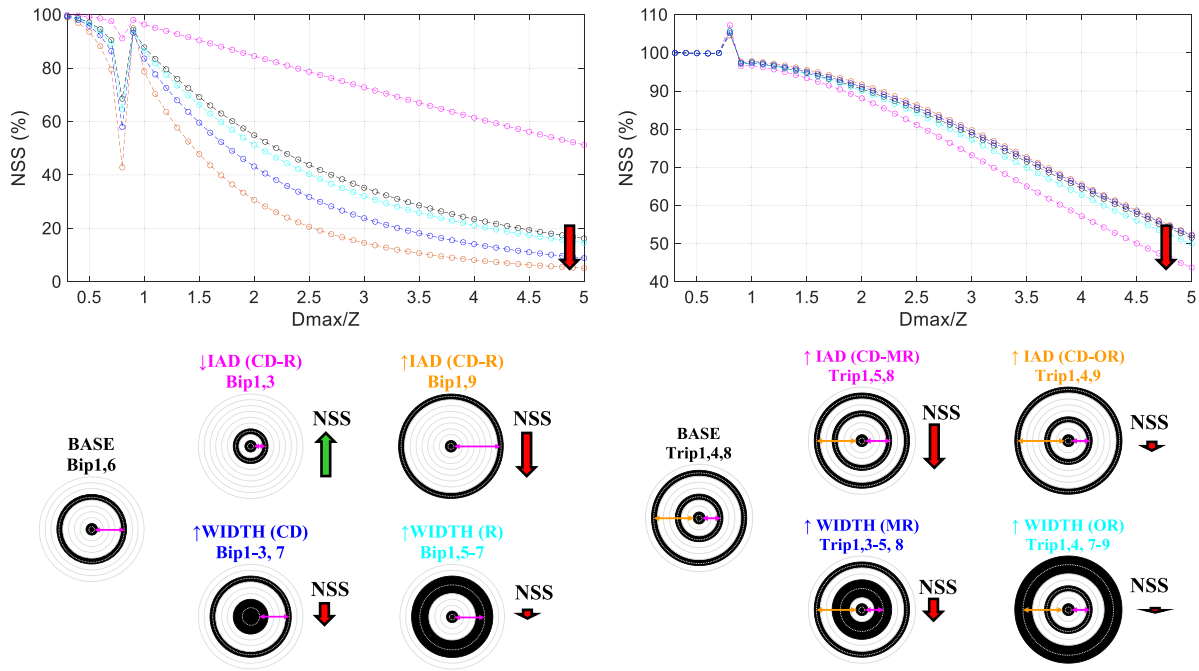 100
80
60
40
20
0
NSS (%)
0.5
1
1.5
2
2.5
3
3.5
4
4.5
5
Dmax/Z
110
100
90
80
70
60
50
40
NSS (%)
0.5
1
1.5
2
2.5
3
3.5
4
4.5
5
Dmax/Z
BASE
Bip1,6
↓IAD (CD-R)
Bip1,3
NSS
↑IAD (CD-R)
Bip1,9
NSS
↑WIDTH (CD)
Bip1-3, 7
NSS
↑WIDTH (R)
Bip1,5-7
NSS
BASE
Trip1,4,8
↑ IAD (CD-MR)
Trip1,5,8
NSS
↑ IAD (CD-OR)
Trip1,4,9
NSS
↑ WIDTH (MR)
Trip1,3-5, 8
NSS
↑ WIDTH (OR)
Trip1,4, 7-9
NSS